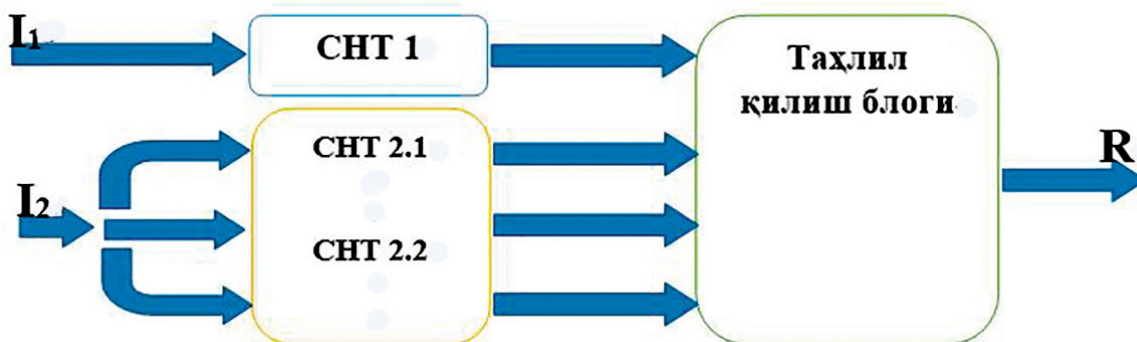 I₁
СНТ 1
Таҳлил
қилиш блоги
СНТ 2.1
R
I₂
СНТ 2.2